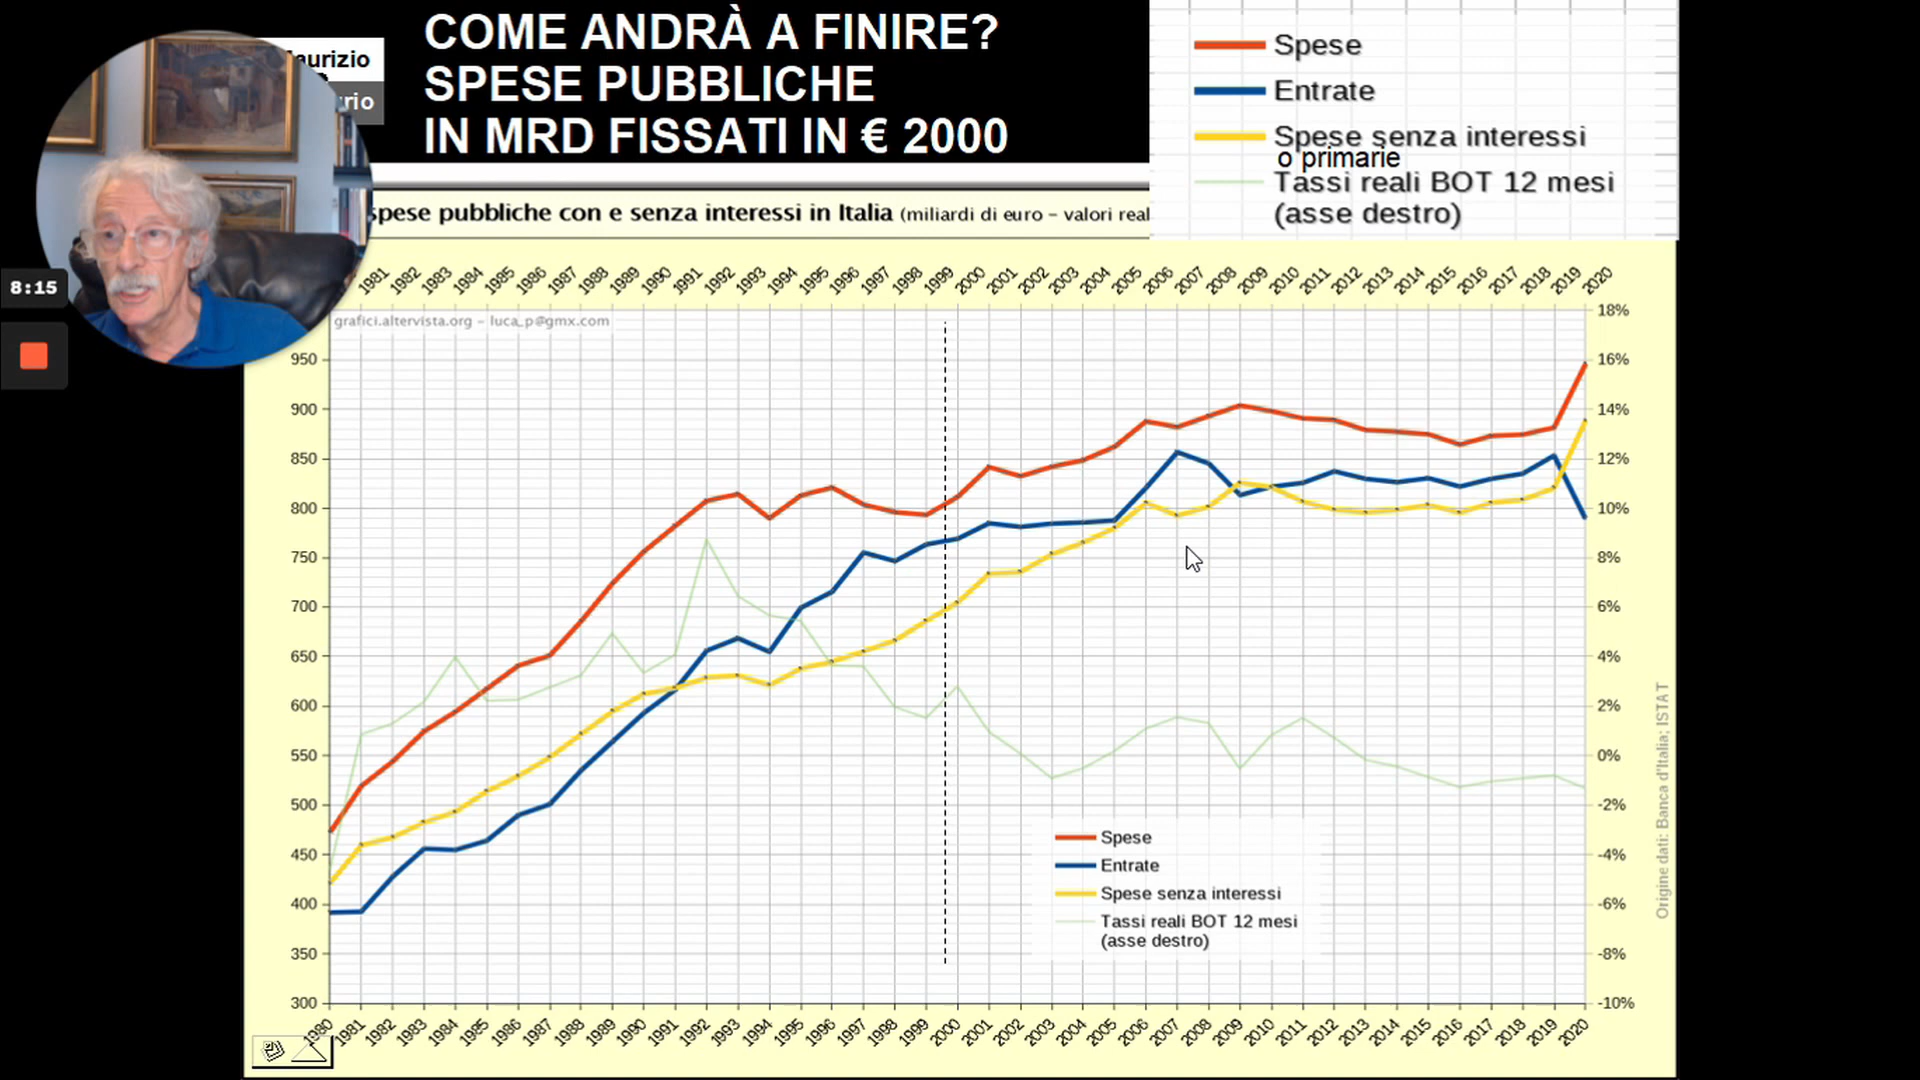 aurizio
rio
COME ANDRÀ A FINIRE?
SPESE PUBBLICHE
IN MRD FISSATI IN € 2000
Spese
Entrate
Spese senza interessi
o primarie
Tassi reali BOT 12 mesi
(asse destro)
spese pubbliche con e senza interessi in Italia (miliardi di euro – valori real
8:15
1981 1982 1983 1984 1985 1986 1987 1988 1989 1990 1991 1992 1993 1994 1995 1996 1997 1998 1999 2000 2001 2002 2003 2004 2005 2006 2007 2008 2009 2010 2011 2012 2013 2014 2015 2016 2017 2018 2019 2020
grafici.altervista.org – luca_p@gmx.com
18%
950 16%
900 14%
850 12%
800 10%
750 8%
700 6%
650 4%
600 2%
550 0%
500 -2%
450 -4%
400 -6%
350 -8%
300 -10%
Spese
Entrate
Spese senza interessi
Tassi reali BOT 12 mesi
(asse destro)
Origine dati: Banca d'Italia; ISTAT
1980 1981 1982 1983 1984 1985 1986 1987 1988 1989 1990 1991 1992 1993 1994 1995 1996 1997 1998 1999 2000 2001 2002 2003 2004 2005 2006 2007 2008 2009 2010 2011 2012 2013 2014 2015 2016 2017 2018 2019 2020